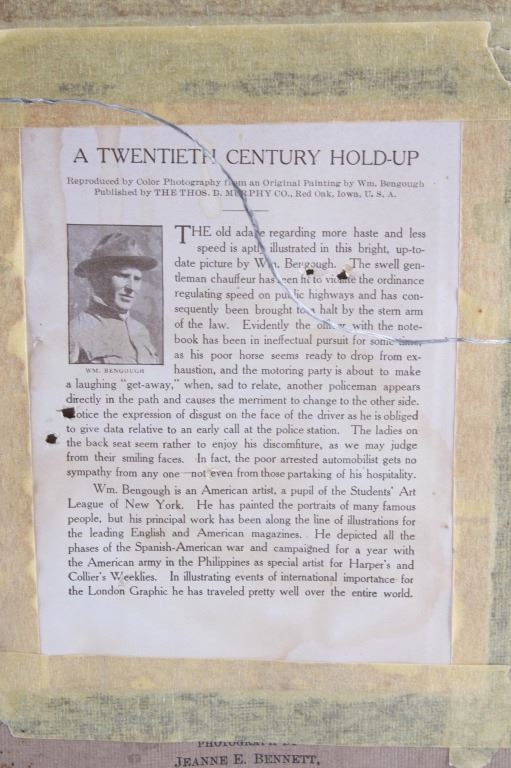 A TWENTIETH CENTURY HOLD-UP
Reproduced by Color Photography from an Original Painting by Wm. Bengough
Published by THE THOS. D. MURPHY CO., Red Oak, Iowa, U. S. A.
THE old adage regarding more haste and less
speed is aptly illustrated in this bright, up-to-
date picture by Wm. Bengough. The swell gen-
tleman chauffeur has been to violate the ordinance
regulating speed on public highways and has con-
sequently been brought to a halt by the stern arm
of the law. Evidently the officer with the note-
book has been in ineffectual pursuit for some time,
as his poor horse seems ready to drop from ex-
haustion, and the motoring party is about to make
WM. BENGOUGH
a laughing "get-away," when, sad to relate, another policeman appears
directly in the path and causes the merriment to change to the other side.
Notice the expression of disgust on the face of the driver as he is obliged
to give data relative to an early call at the police station. The ladies on
the back seat seem rather to enjoy his discomfiture, as we may judge
from their smiling faces. In fact, the poor arrested automobilist gets no
sympathy from any one—not even from those partaking of his hospitality.
Wm. Bengough is an American artist, a pupil of the Students' Art
League of New York. He has painted the portraits of many famous
people, but his principal work has been along the line of illustrations for
the leading English and American magazines. He depicted all the
phases of the Spanish-American war and campaigned for a year with
the American army in the Philippines as special artist for Harper's and
Collier's Weeklies. In illustrating events of international importance for
the London Graphic he has traveled pretty well over the entire world.
PHOTOGRAPH BY
JEANNE E. BENNETT,